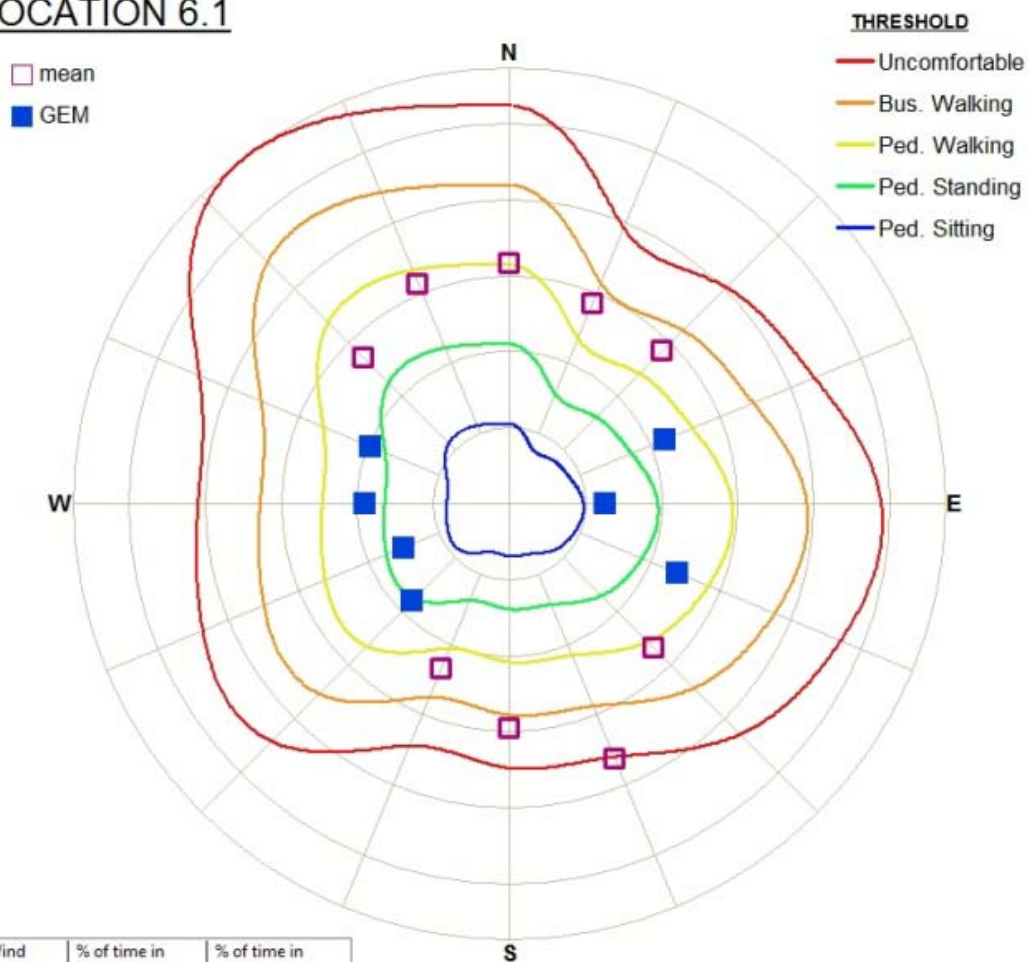 OCATION 6.1
mean
GEM
THRESHOLD
Uncomfortable
Bus. Walking
Ped. Walking
Ped. Standing
Ped. Sitting
N
W
E
S
% of time in
% of time in